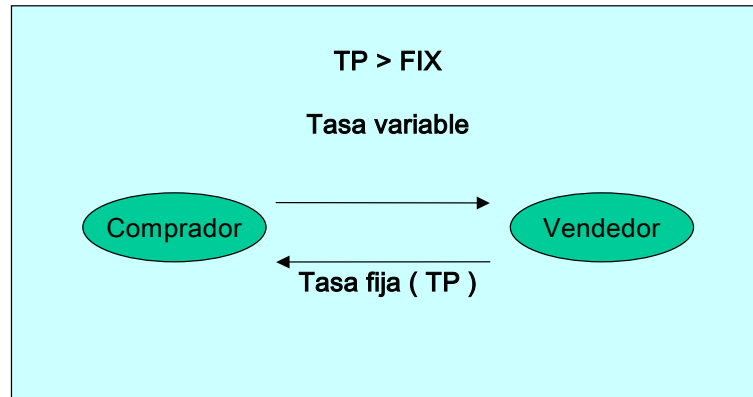 TP > FIX
Tasa variable
Comprador
Vendedor
Tasa fija ( TP )